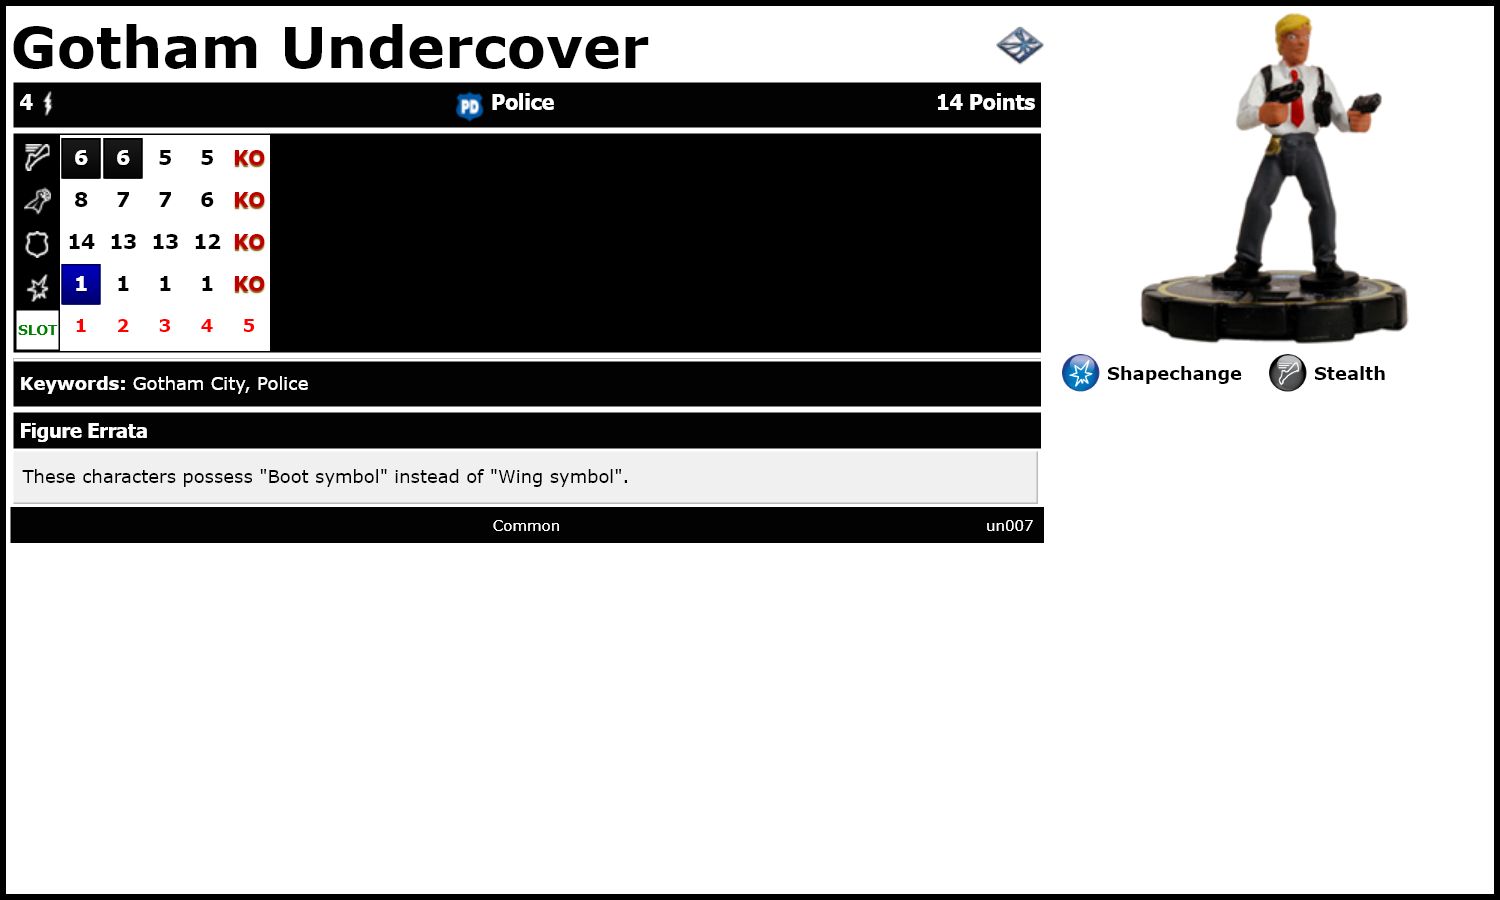 Gotham Undercover
4 PD Police 14 Points
6 6 5 5 KO
8 7 7 6 KO
14 13 13 12 KO
1 1 1 1 KO
SLOT 1 2 3 4 5
Shapechange Stealth
Keywords: Gotham City, Police
Figure Errata
These characters possess "Boot symbol" instead of "Wing symbol".
Common un007